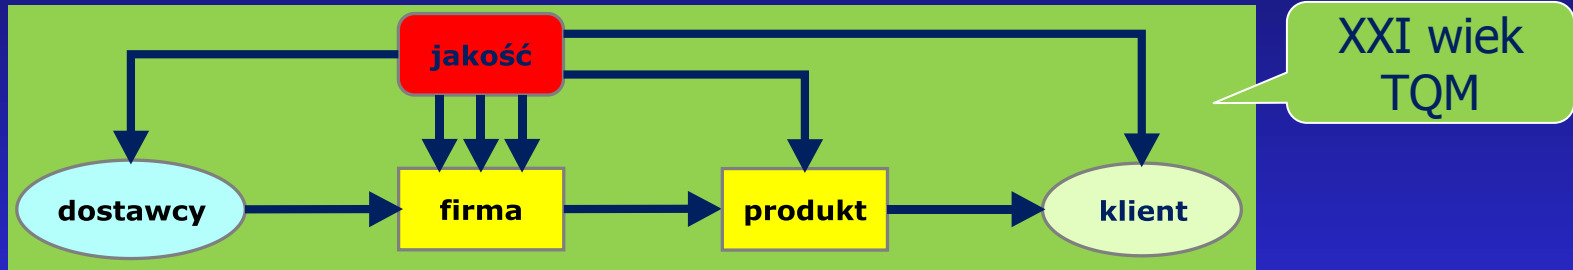 jakość
XXI wiek
TQM
dostawcy
firma
produkt
klient